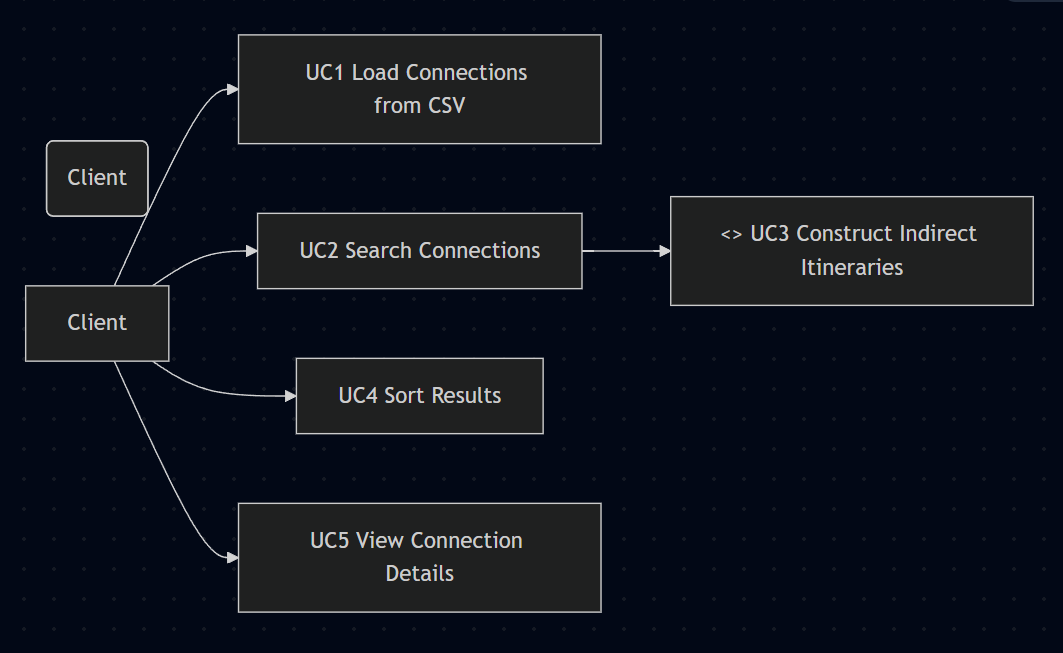 UC1 Load Connections
from CSV
Client
UC2 Search Connections
<> UC3 Construct Indirect
Itineraries
Client
UC4 Sort Results
UC5 View Connection
Details